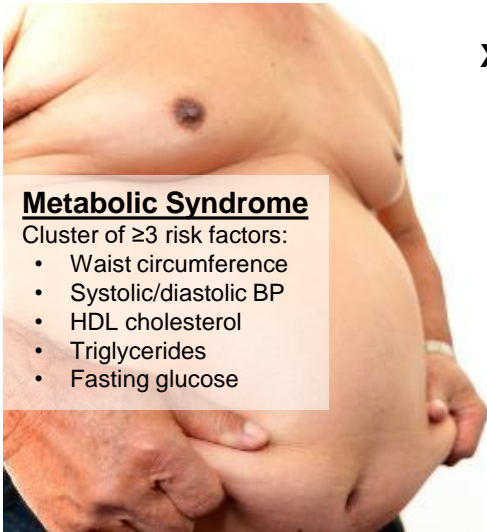 Metabolic Syndrome
Cluster of ≥3 risk factors:
• Waist circumference
• Systolic/diastolic BP
• HDL cholesterol
• Triglycerides
• Fasting glucose